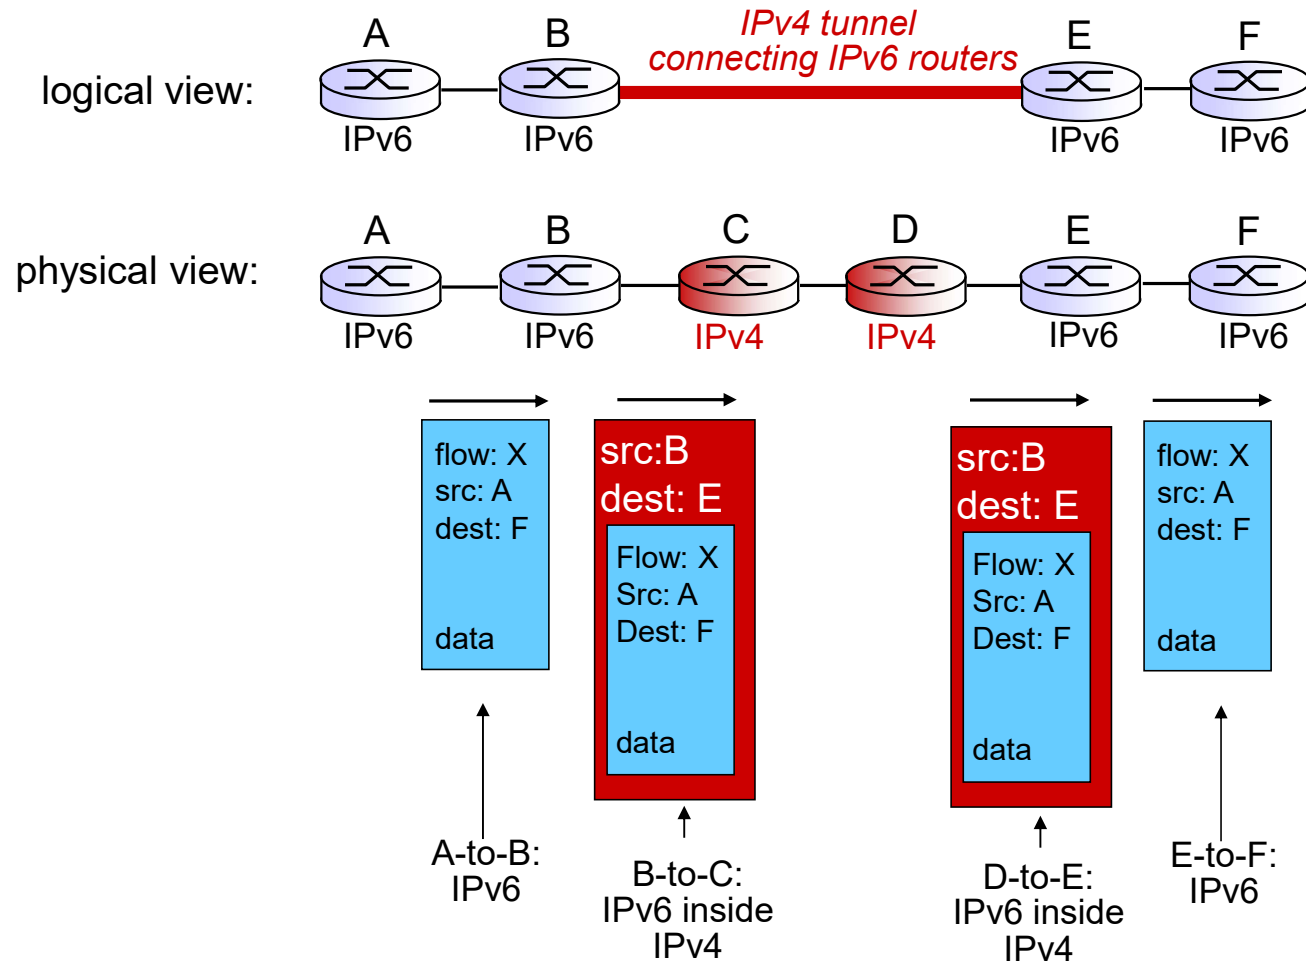 A
B
IPv4 tunnel
connecting IPv6 routers
E
F
logical view:
IPv6
IPv6
IPv6
IPv6
A
B
C
D
E
F
physical view:
IPv6
IPv6
IPv4
IPv4
IPv6
IPv6
flow: X
src: A
dest: F
data
src:B
dest: E
Flow: X
Src: A
Dest: F
data
src:B
dest: E
Flow: X
Src: A
Dest: F
data
flow: X
src: A
dest: F
data
A-to-B:
IPv6
B-to-C:
IPv6 inside
IPv4
D-to-E:
IPv6 inside
IPv4
E-to-F:
IPv6